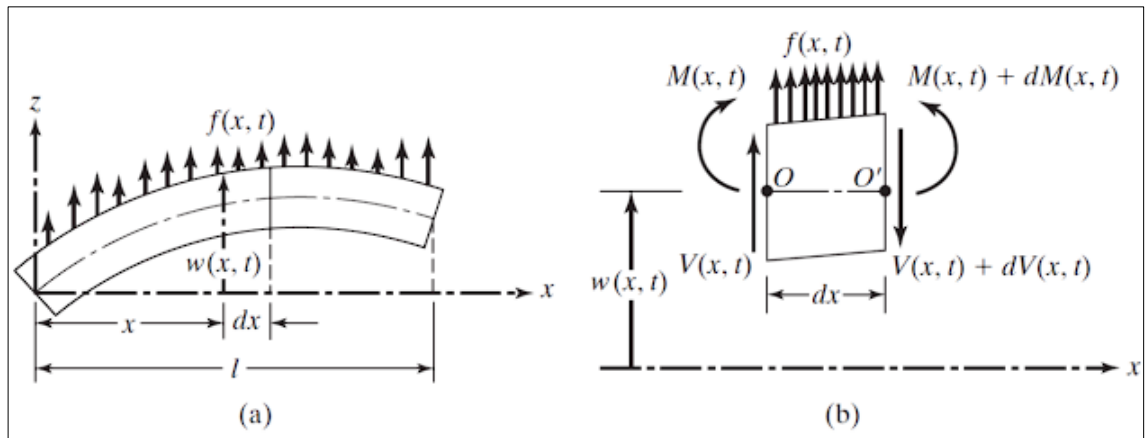 z
f(x, t)
w(x, t)
x
x
dx
l
(a)
f(x, t)
M(x, t)
M(x, t) + dM(x, t)
O
O′
V(x, t)
V(x, t) + dV(x, t)
w(x, t)
dx
x
(b)